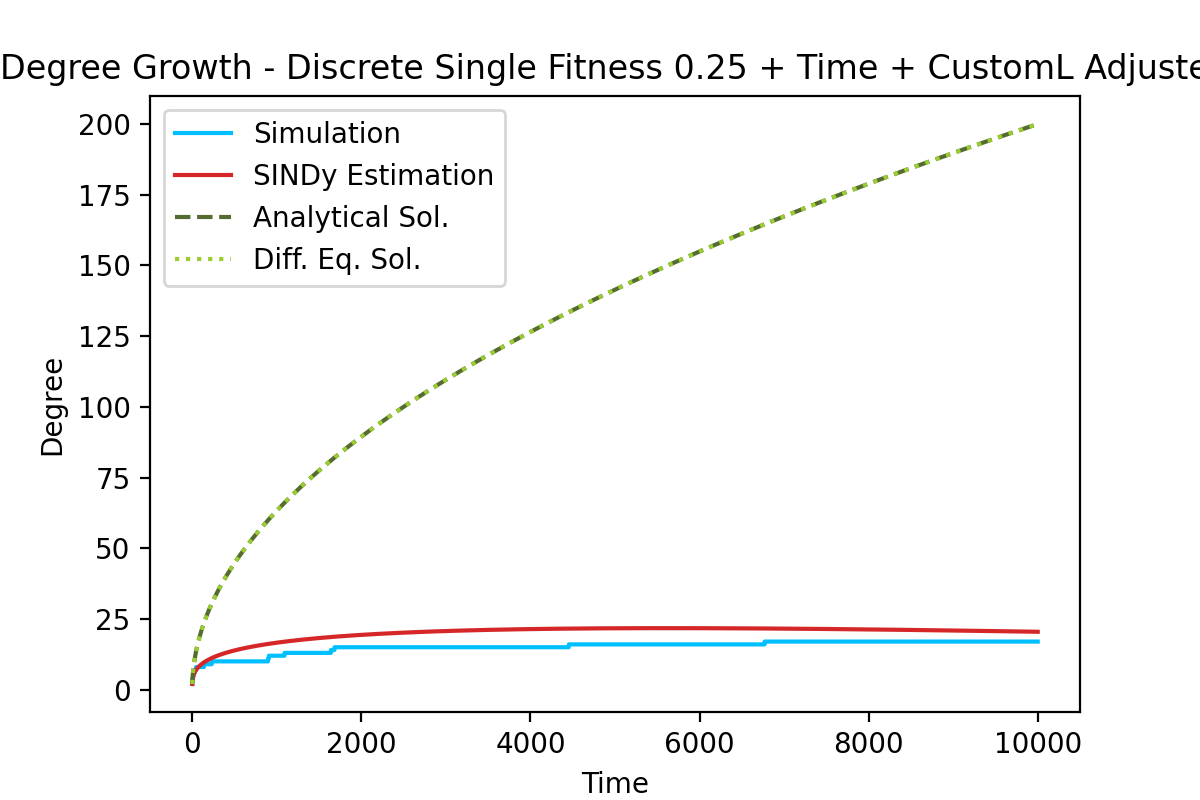 Degree Growth - Discrete Single Fitness 0.25 + Time + CustomL Adjuste
Simulation
SINDy Estimation
Analytical Sol.
Diff. Eq. Sol.
200
175
150
125
100
75
50
25
0
Degree
0 2000 4000 6000 8000 10000
Time